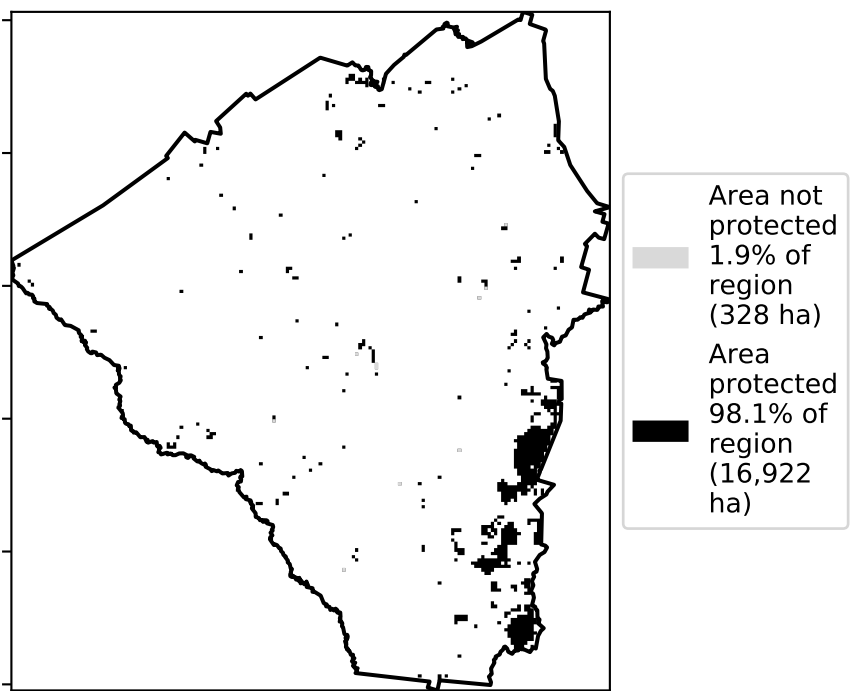 Area not
protected
1.9% of
region
(328 ha)
Area
protected
98.1% of
region
(16,922
ha)